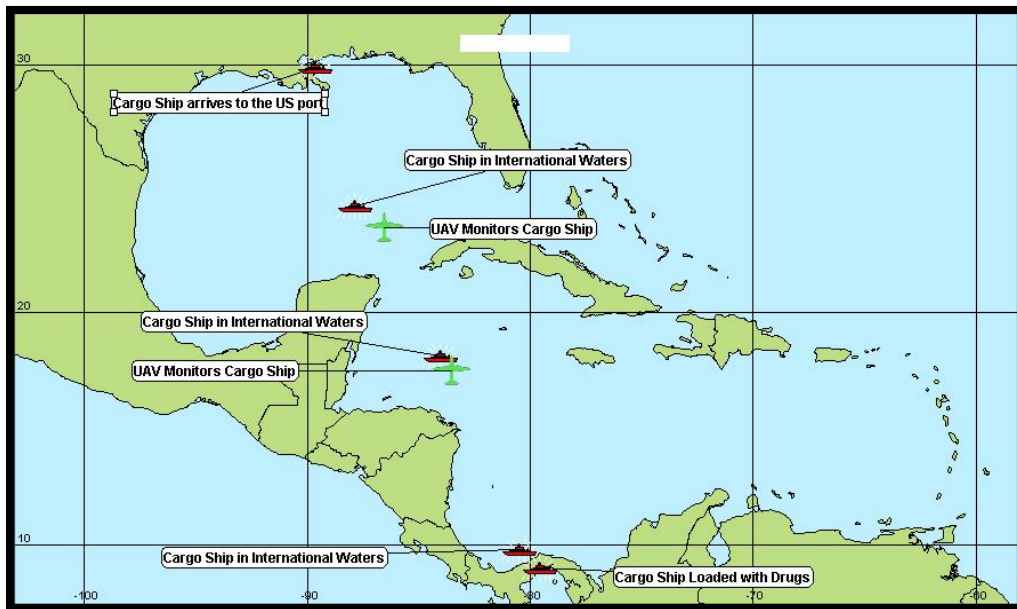 30
Cargo Ship arrives to the US port
Cargo Ship in International Waters
UAV Monitors Cargo Ship
20
Cargo Ship in International Waters
UAV Monitors Cargo Ship
10
Cargo Ship in International Waters
Cargo Ship Loaded with Drugs
-100 -90 -80 -70 -60